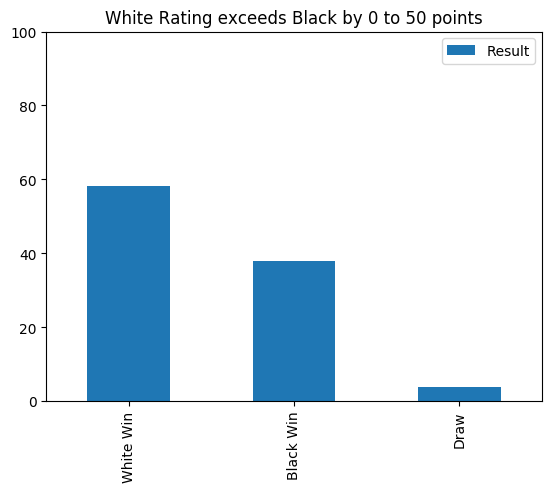 White Rating exceeds Black by 0 to 50 points
Result
100
80
60
40
20
0
White Win
Black Win
Draw